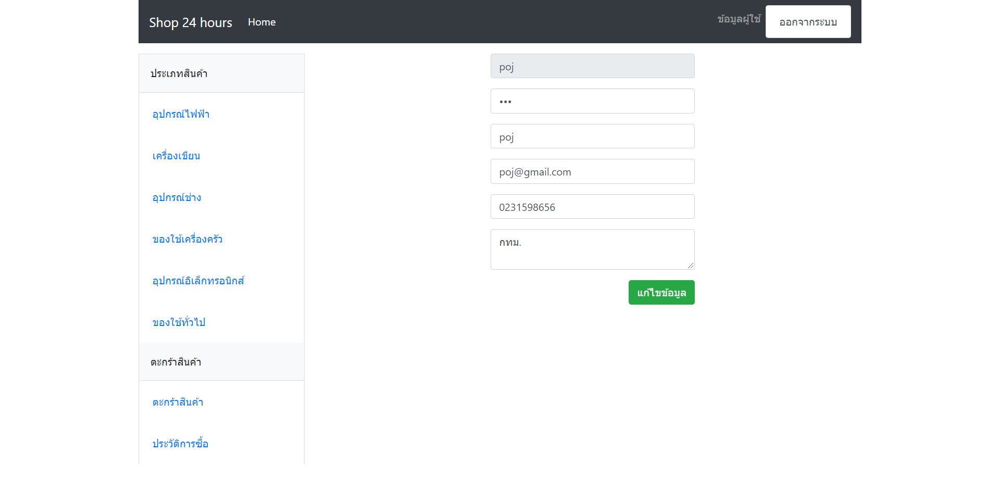 Shop 24 hours
Home
ข้อมูลผู้ใช้
ออกจากระบบ
ประเภทสินค้า
อุปกรณ์ไฟฟ้า
เครื่องเขียน
อุปกรณ์ช่าง
ของใช้เครื่องครัว
อุปกรณ์อิเล็กทรอนิกส์
ของใช้ทั่วไป
ตะกร้าสินค้า
ตะกร้าสินค้า
ประวัติการซื้อ
poj
•••
poj
poj@gmail.com
0231598656
กทม.
แก้ไขข้อมูล